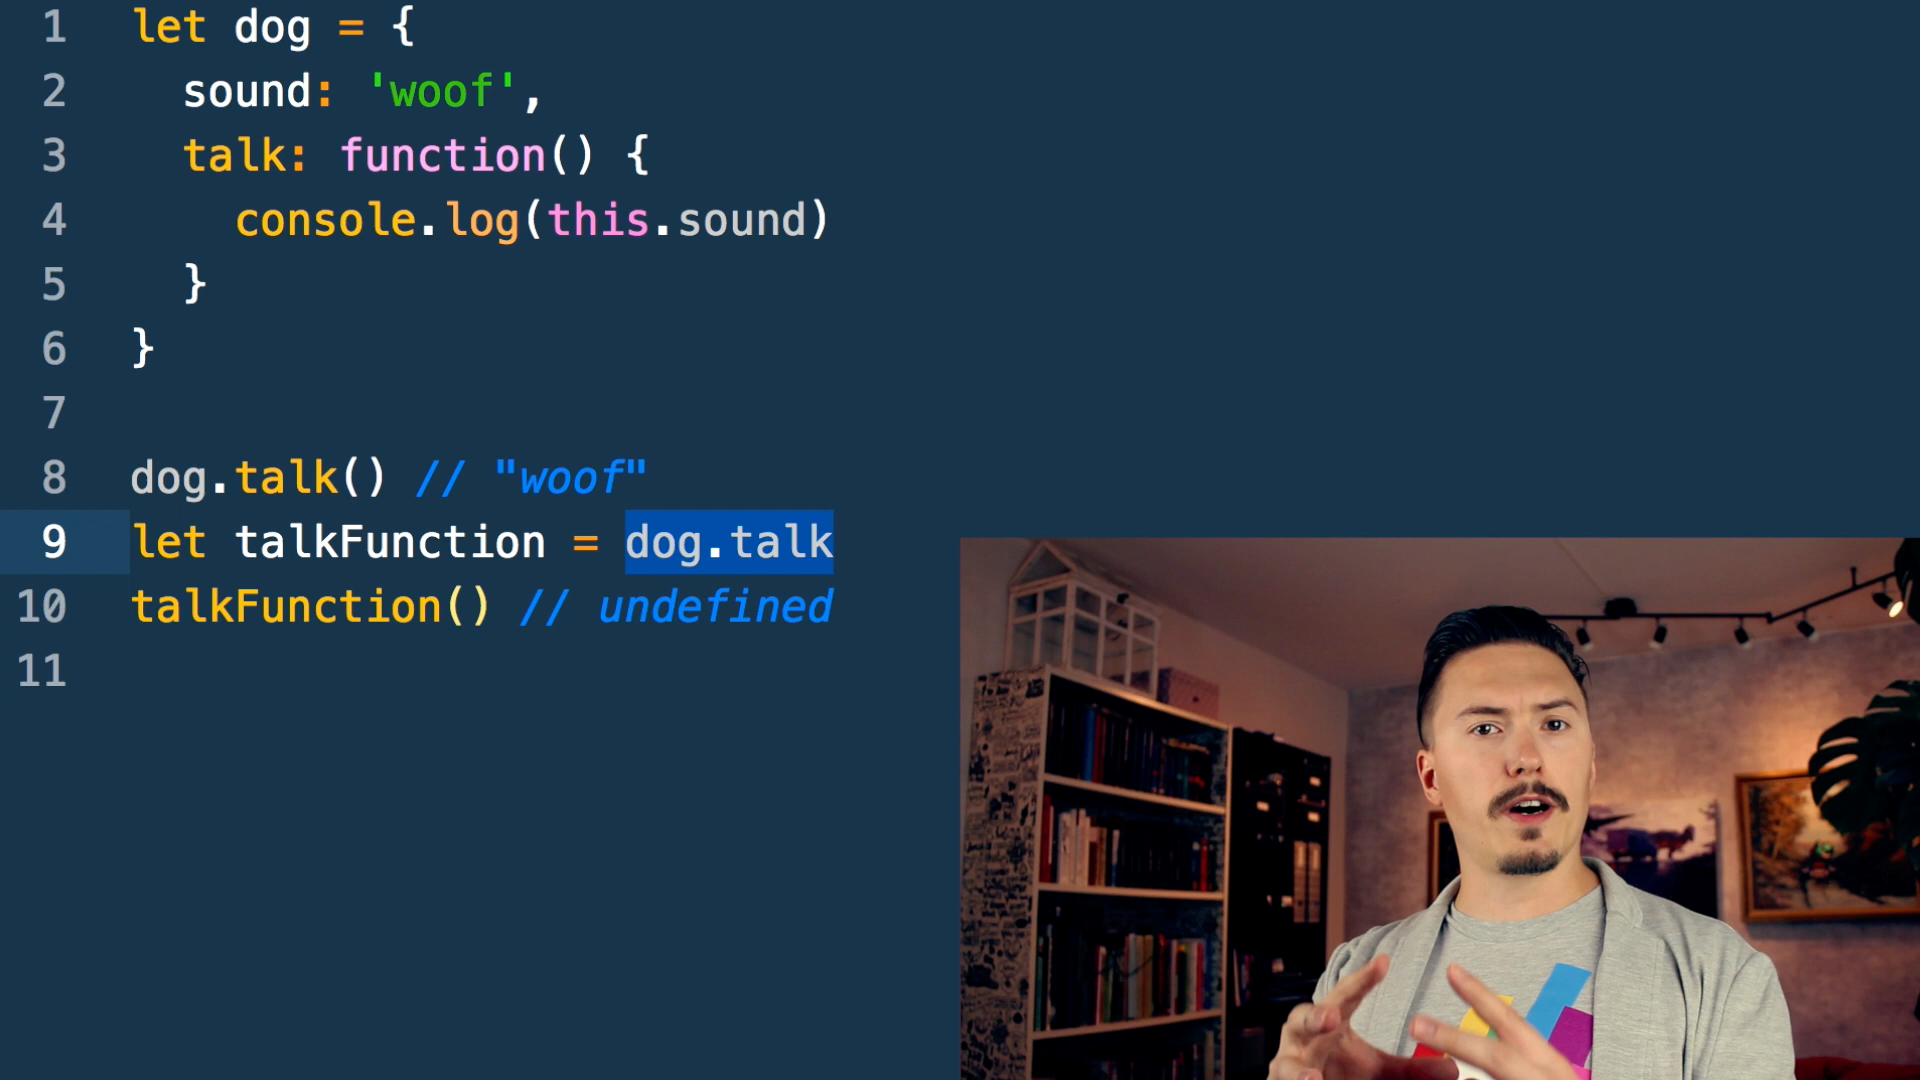 1 let dog = {
2 sound: 'woof',
3 talk: function() {
4 console.log(this.sound)
5 }
6 }
7
8 dog.talk() // "woof"
9 let talkFunction = dog.talk
10 talkFunction() // undefined
11